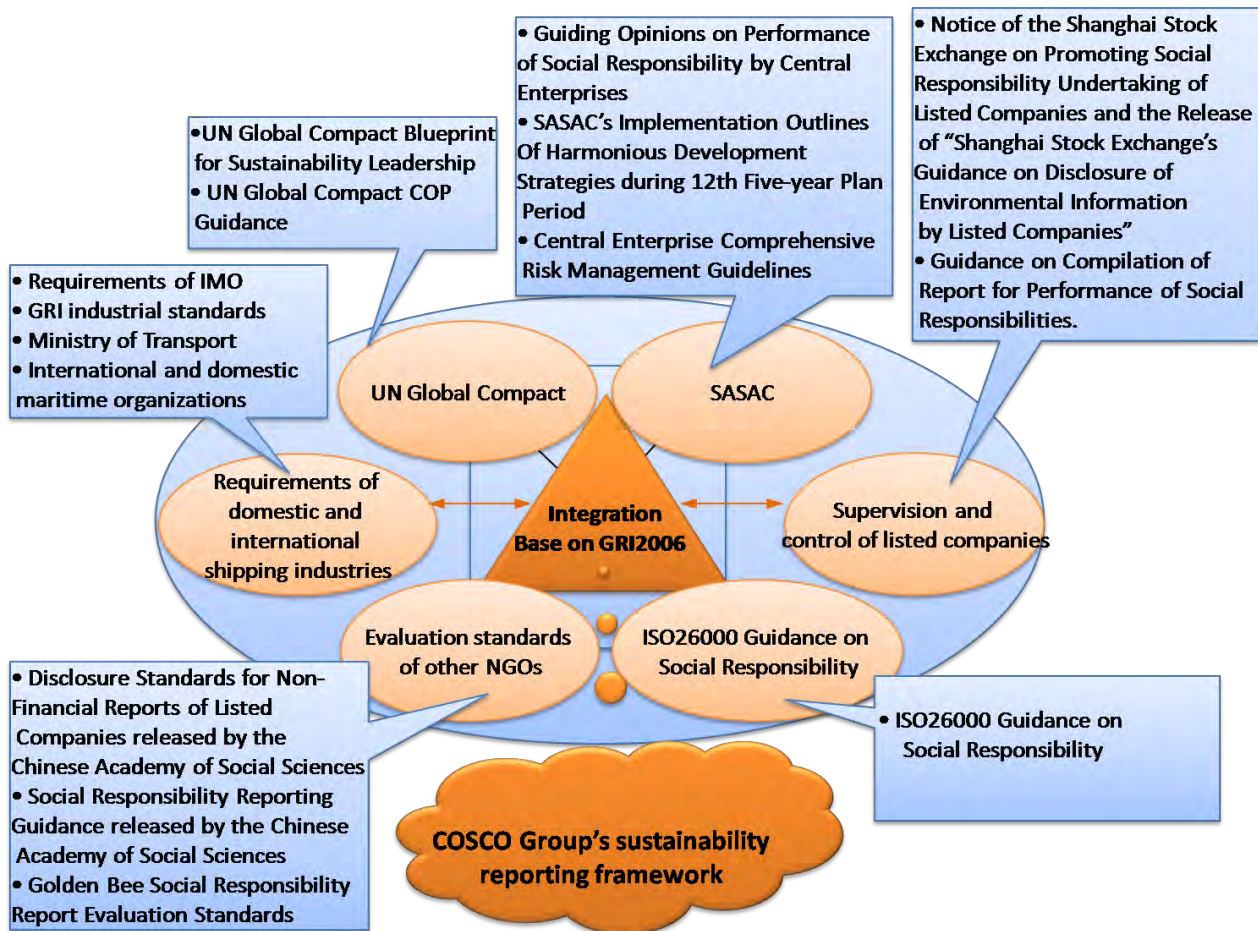 • Guiding Opinions on Performance
of Social Responsibility by Central
Enterprises
• SASAC's Implementation Outlines
Of Harmonious Development
Strategies during 12th Five-year Plan
Period
• Central Enterprise Comprehensive
Risk Management Guidelines
• Notice of the Shanghai Stock
Exchange on Promoting Social
Responsibility Undertaking of
Listed Companies and the Release
of “Shanghai Stock Exchange's
Guidance on Disclosure of
Environmental Information
by Listed Companies”
• Guidance on Compilation of
Report for Performance of Social
Responsibilities.
•UN Global Compact Blueprint
for Sustainability Leadership
• UN Global Compact COP
Guidance
• Requirements of IMO
• GRI industrial standards
• Ministry of Transport
• International and domestic
maritime organizations
UN Global Compact
SASAC
Requirements of
domestic and
international
shipping industries
Integration
Base on GRI2006
Supervision and
control of listed companies
Evaluation standards
of other NGOs
ISO26000 Guidance on
Social Responsibility
• Disclosure Standards for Non-
Financial Reports of Listed
Companies released by the
Chinese Academy of Social Sciences
• Social Responsibility Reporting
Guidance released by the Chinese
Academy of Social Sciences
• Golden Bee Social Responsibility
Report Evaluation Standards
• ISO26000 Guidance on
Social Responsibility
COSCO Group's sustainability
reporting framework